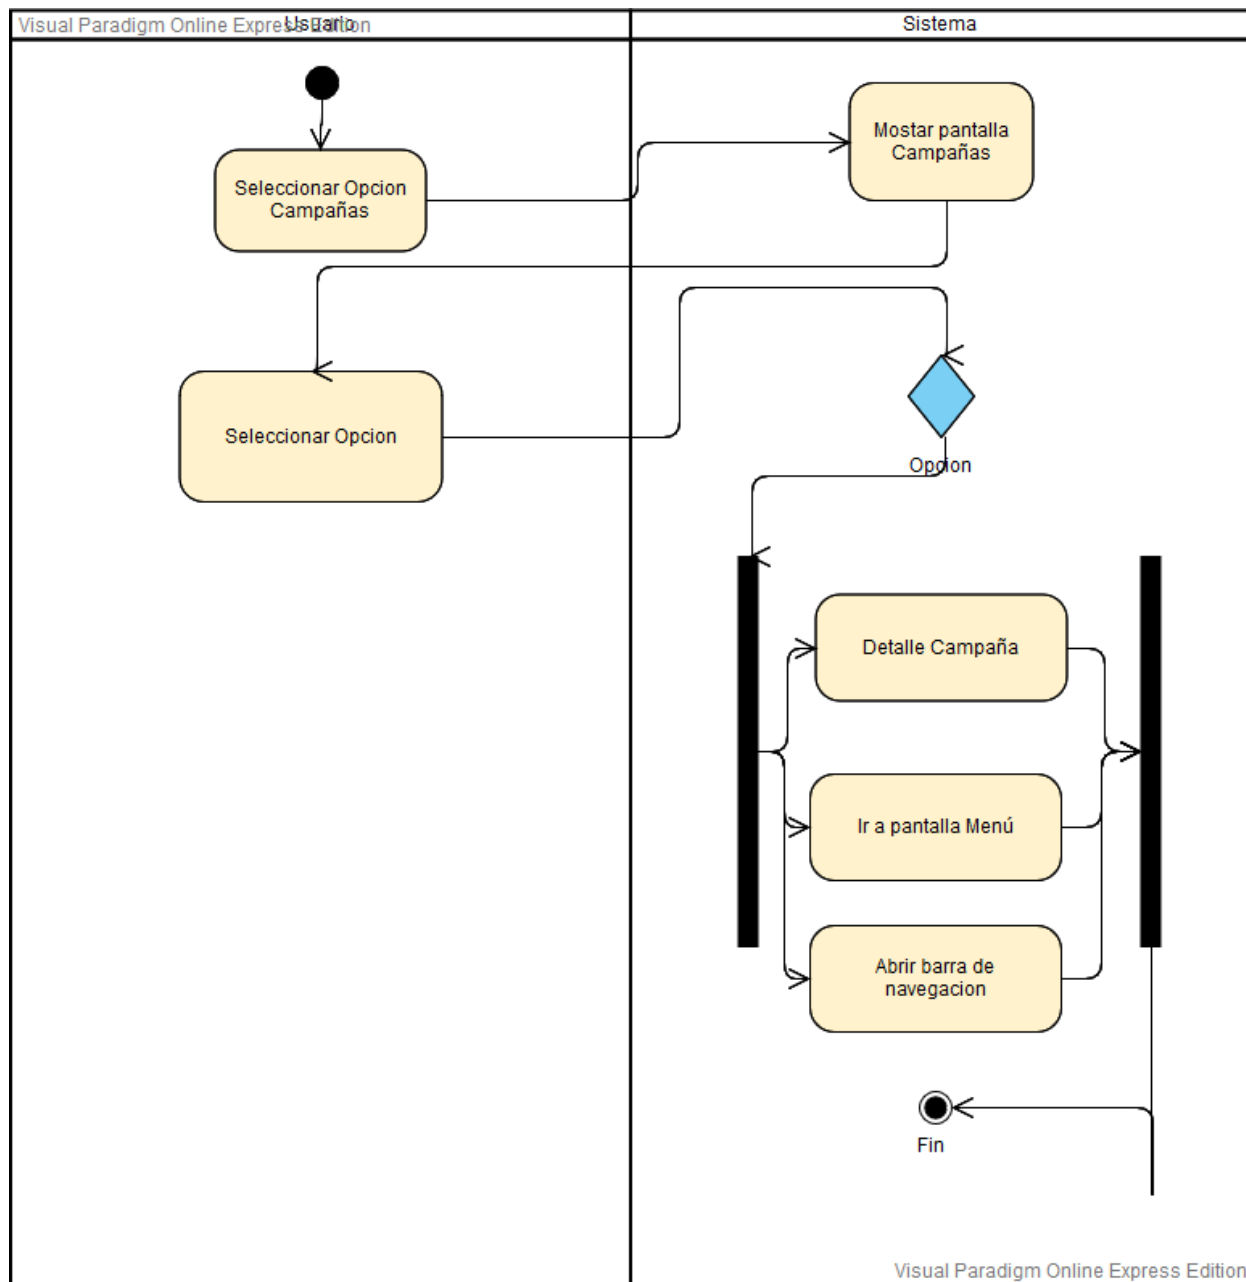 Visual Paradigm Online Express Edition
Usuario
Sistema
Mostar pantalla
Campañas
Seleccionar Opcion
Campañas
Seleccionar Opcion
Opcion
Detalle Campaña
Ir a pantalla Menú
Abrir barra de
navegacion
Fin
Visual Paradigm Online Express Edition